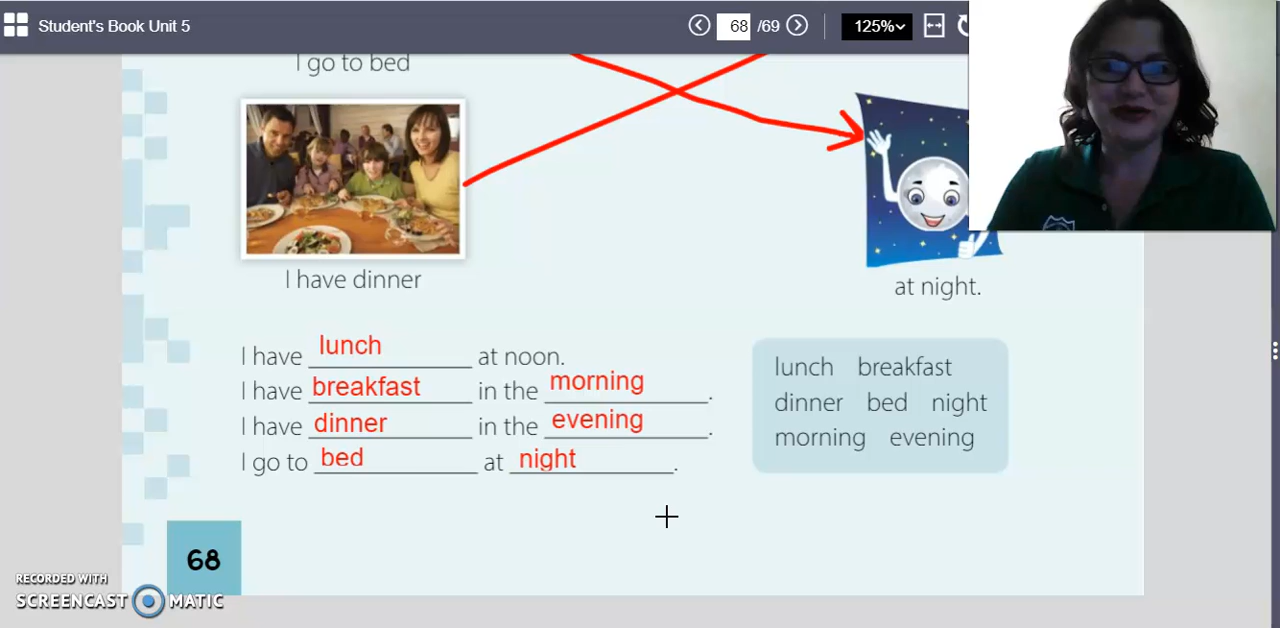 Student's Book Unit 5
68 /69
125%
I go to bed
I have dinner
at night.
I have lunch at noon.
I have breakfast in the morning.
I have dinner in the evening.
I go to bed at night.
lunch breakfast
dinner bed night
morning evening
68
RECORDED WITH
SCREENCAST MATIC